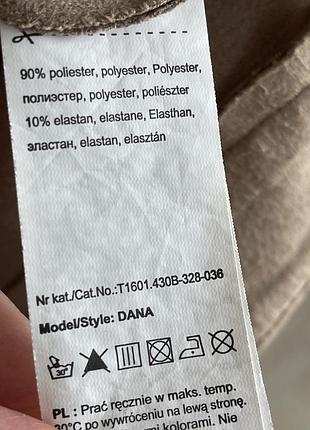 90% poliester, polyester, Polyester,
полиэстер, polyester, poliészter
10% elastan, elastane, Elasthan,
эластан, elastan, elasztán
Nr kat./Cat.No.:T1601.430B-328-036
Model/Style: DANA
30°
PL : Prać ręcznie w maks. temp.
30°C po wywróceniu na lewą stronę.
kolorami. Nie